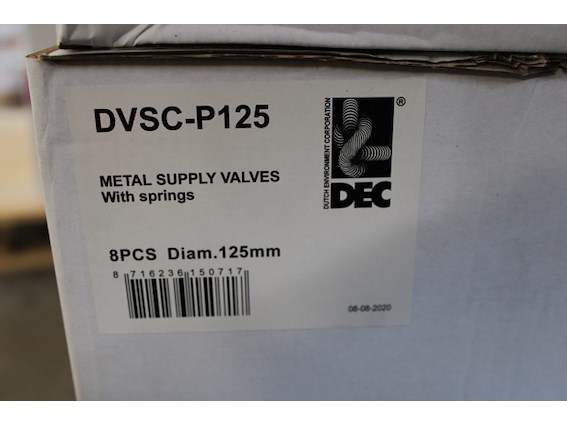 DVSC-P125
®
DUTCH ENVIRONMENT CORPORATION
DEC
METAL SUPPLY VALVES
With springs
8PCS Diam.125mm
8 716236 150717
08-08-2020